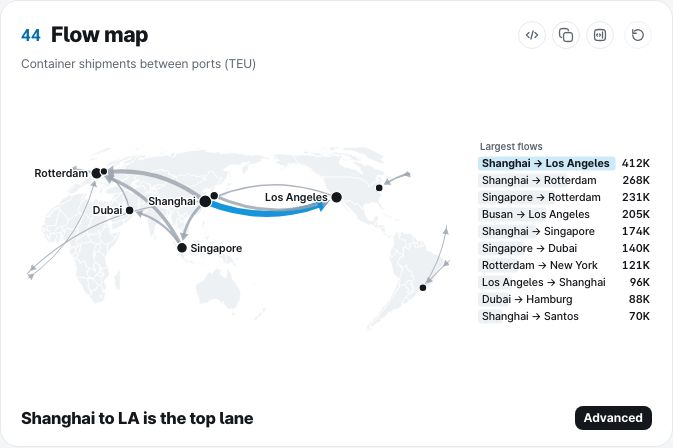 44 Flow map
Container shipments between ports (TEU)
Rotterdam
Dubai
Shanghai
Singapore
Los Angeles
Largest flows
Shanghai → Los Angeles 412K
Shanghai → Rotterdam 268K
Singapore → Rotterdam 231K
Busan → Los Angeles 205K
Shanghai → Singapore 174K
Singapore → Dubai 140K
Rotterdam → New York 121K
Los Angeles → Shanghai 96K
Dubai → Hamburg 88K
Shanghai → Santos 70K
Shanghai to LA is the top lane
Advanced